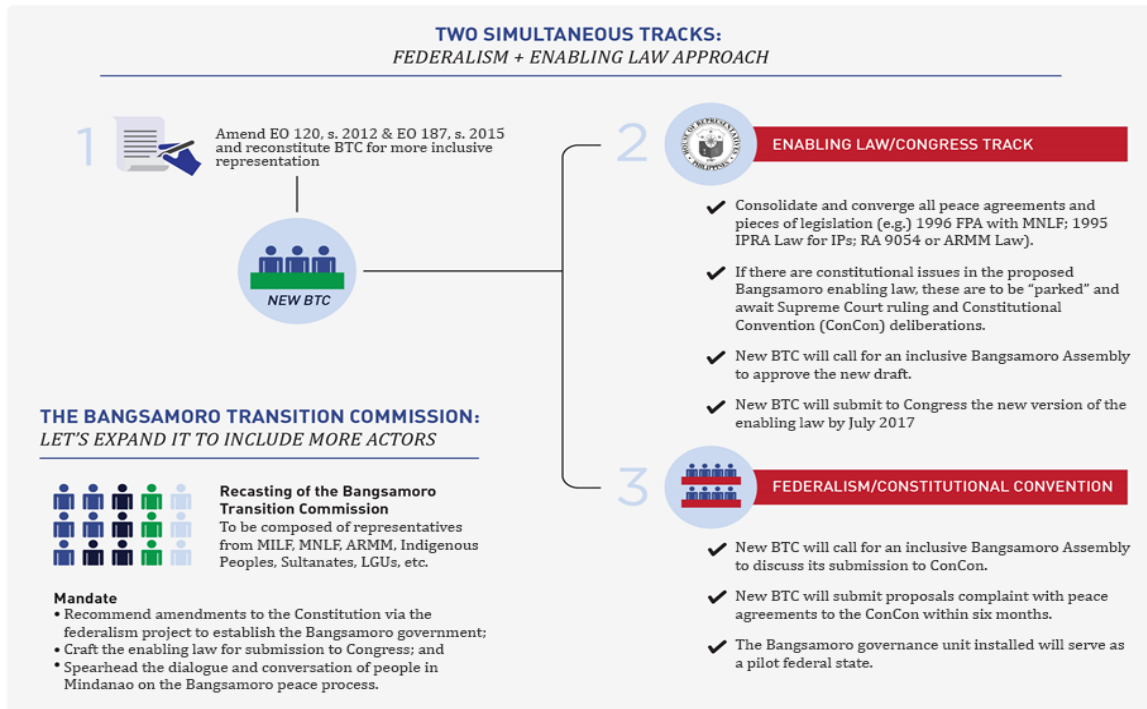 TWO SIMULTANEOUS TRACKS:
FEDERALISM + ENABLING LAW APPROACH
1
Amend EO 120, s. 2012 & EO 187, s. 2015
and reconstitute BTC for more inclusive
representation
NEW BTC
THE BANGSAMORO TRANSITION COMMISSION:
LET'S EXPAND IT TO INCLUDE MORE ACTORS
Recasting of the Bangsamoro
Transition Commission
To be composed of representatives
from MILF, MNLF, ARMM, Indigenous
Peoples, Sultanates, LGUs, etc.
Mandate
• Recommend amendments to the Constitution via the
federalism project to establish the Bangsamoro government;
• Craft the enabling law for submission to Congress; and
• Spearhead the dialogue and conversation of people in
Mindanao on the Bangsamoro peace process.
2
HOUSE OF REPRESENTATIVES
PHILIPPINES
ENABLING LAW/CONGRESS TRACK
✔ Consolidate and converge all peace agreements and
pieces of legislation (e.g.) 1996 FPA with MNLF; 1995
IPRA Law for IPs; RA 9054 or ARMM Law).
✔ If there are constitutional issues in the proposed
Bangsamoro enabling law, these are to be “parked” and
await Supreme Court ruling and Constitutional
Convention (ConCon) deliberations.
✔ New BTC will call for an inclusive Bangsamoro Assembly
to approve the new draft.
✔ New BTC will submit to Congress the new version of the
enabling law by July 2017
3
FEDERALISM/CONSTITUTIONAL CONVENTION
✔ New BTC will call for an inclusive Bangsamoro Assembly
to discuss its submission to ConCon.
✔ New BTC will submit proposals complaint with peace
agreements to the ConCon within six months.
✔ The Bangsamoro governance unit installed will serve as
a pilot federal state.